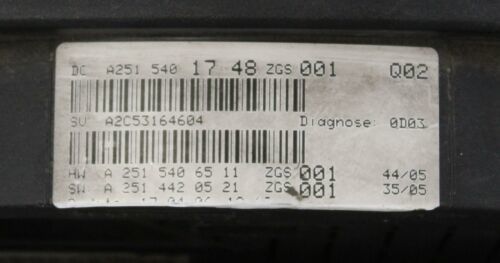 DC A251 540 17 48 ZGS 001 Q02
SV A2C53164604 Diagnose: 0D03
HW A 251 540 65 11 ZGS 001 44/05
SW A 251 442 05 21 ZGS 001 35/05